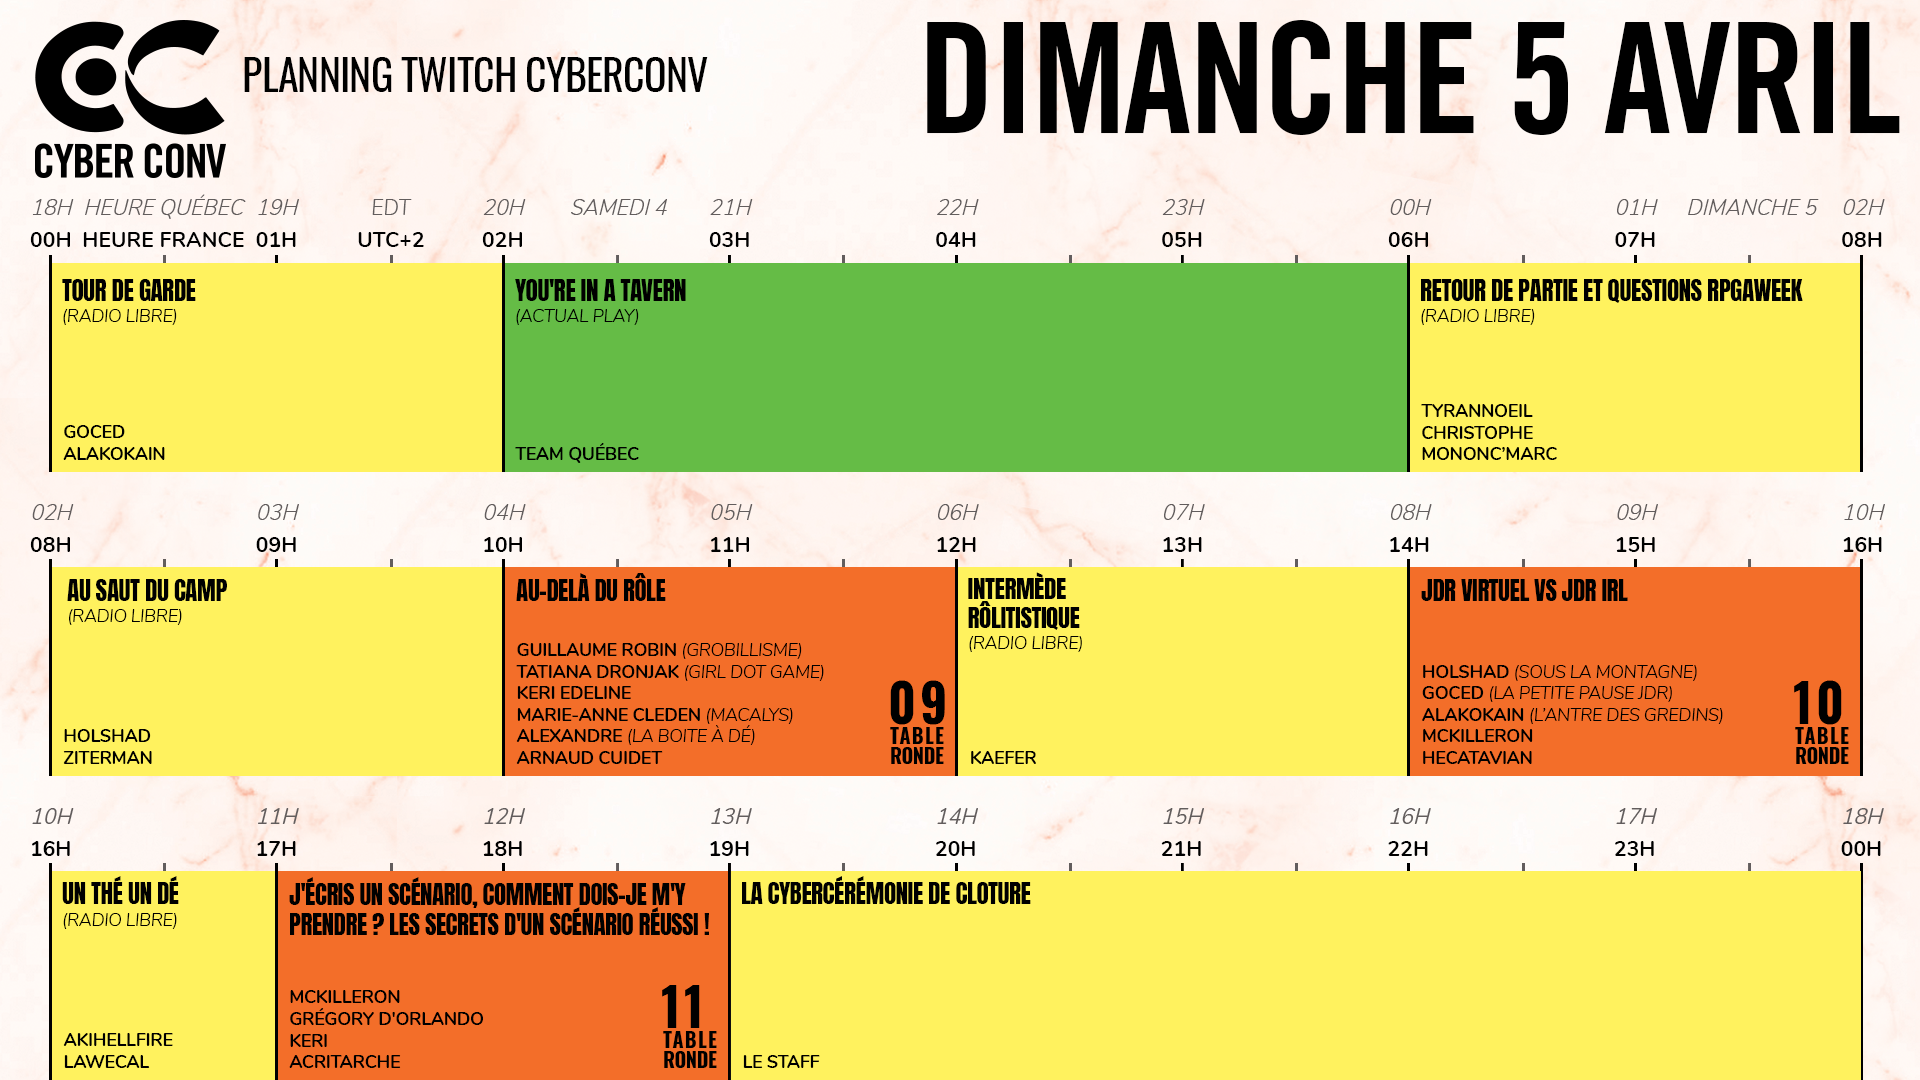 PLANNING TWITCH CYBERCONV
DIMANCHE 5 AVRIL
CYBER CONV
18H HEURE QUÉBEC 19H EDT 20H SAMEDI 4 21H 22H 23H 00H 01H DIMANCHE 5 02H
00H HEURE FRANCE 01H UTC+2 02H 03H 04H 05H 06H 07H 08H
TOUR DE GARDE
(RADIO LIBRE)
GOCED
ALAKOKAIN
YOU'RE IN A TAVERN
(ACTUAL PLAY)
TEAM QUÉBEC
RETOUR DE PARTIE ET QUESTIONS RPGAWEEK
(RADIO LIBRE)
TYRANNOEIL
CHRISTOPHE
MONONC’MARC
02H 03H 04H 05H 06H 07H 08H 09H 10H
08H 09H 10H 11H 12H 13H 14H 15H 16H
AU SAUT DU CAMP
(RADIO LIBRE)
HOLSHAD
ZITERMAN
AU-DELÀ DU RÔLE
GUILLAUME ROBIN (GROBILLISME)
TATIANA DRONJAK (GIRL DOT GAME)
KERI EDELINE
MARIE-ANNE CLEDEN (MACALYS)
ALEXANDRE (LA BOITE À DÉ)
ARNAUD CUIDET
09
TABLE
RONDE
INTERMÈDE
RÔLITISTIQUE
(RADIO LIBRE)
KAEFER
JDR VIRTUEL VS JDR IRL
HOLSHAD (SOUS LA MONTAGNE)
GOCED (LA PETITE PAUSE JDR)
ALAKOKAIN (L’ANTRE DES GREDINS)
MCKILLERON
HECATAVIAN
10
TABLE
RONDE
10H 11H 12H 13H 14H 15H 16H 17H 18H
16H 17H 18H 19H 20H 21H 22H 23H 00H
UN THÉ UN DÉ
(RADIO LIBRE)
AKIHELLFIRE
LAWECAL
J'ÉCRIS UN SCÉNARIO, COMMENT DOIS-JE M'Y
PRENDRE ? LES SECRETS D'UN SCÉNARIO RÉUSSI !
MCKILLERON
GRÉGORY D'ORLANDO
KERI
ACRITARCHE
11
TABLE
RONDE
LA CYBERCÉRÉMONIE DE CLOTURE
LE STAFF